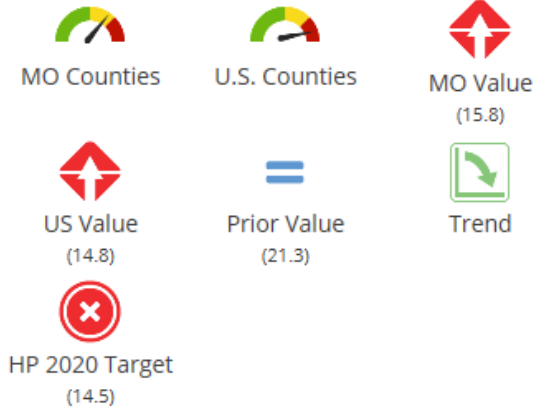 MO Counties
U.S. Counties
MO Value
(15.8)
US Value
(14.8)
Prior Value
(21.3)
Trend
HP 2020 Target
(14.5)